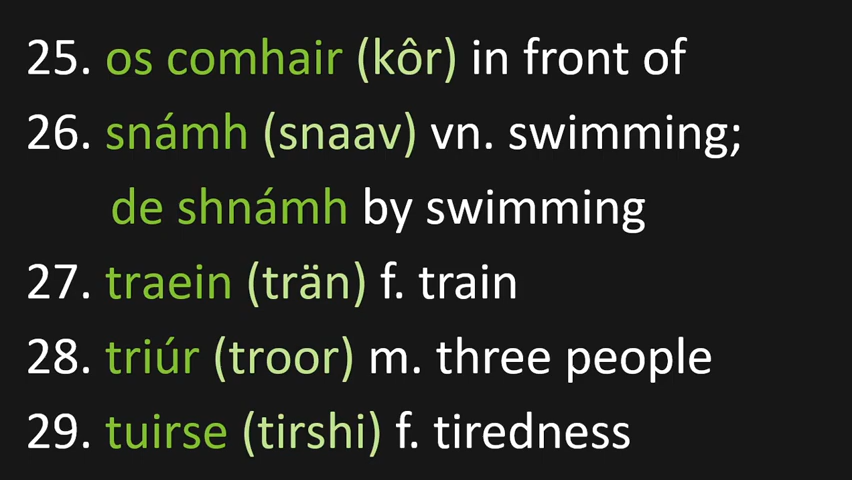 25. os comhair (kôr) in front of
26. snámh (snaav) vn. swimming;
de shnámh by swimming
27. traein (trän) f. train
28. triúr (troor) m. three people
29. tuirse (tirshi) f. tiredness